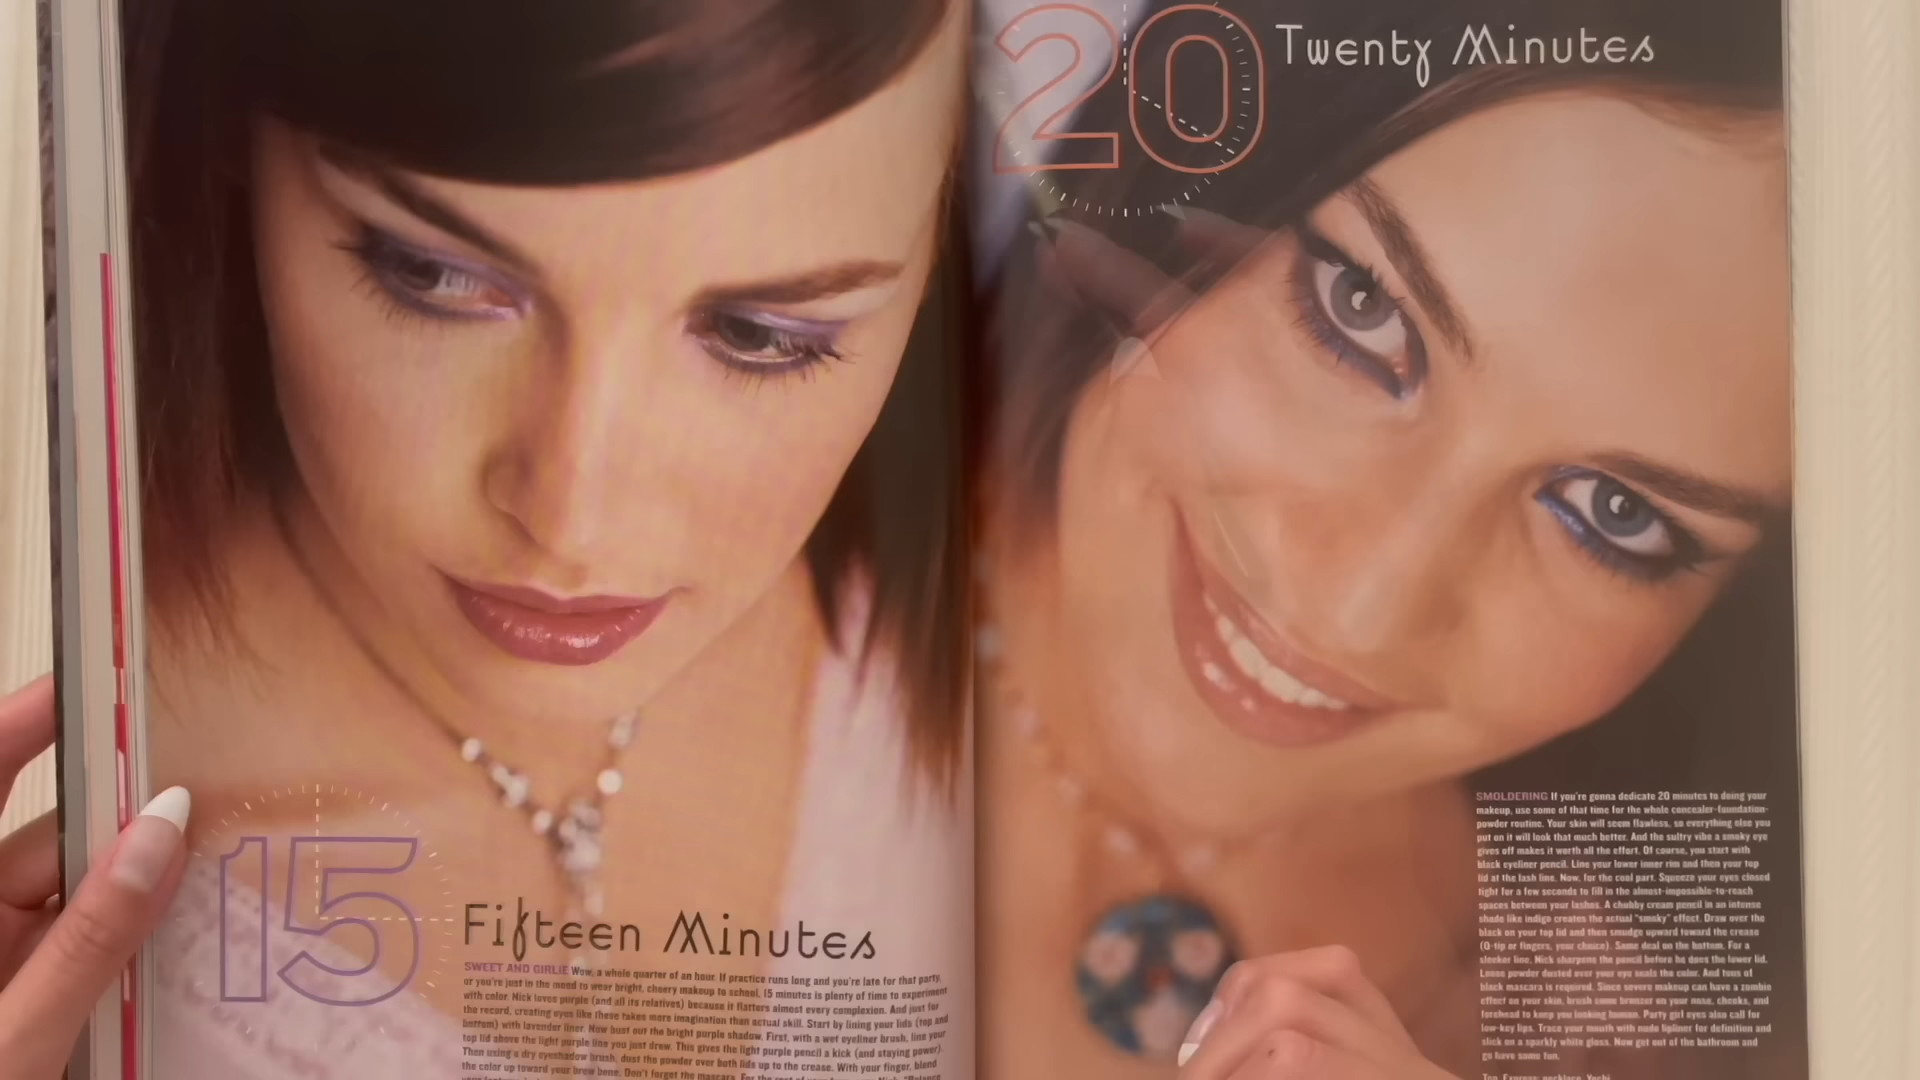 15
Fifteen Minutes
SWEET AND GIRLIE Wow, a whole quarter of an hour. If practice runs long and you're late for that party,
or you're just in the mood to wear bright, cheery makeup to school, 15 minutes is plenty of time to experiment
with color. Nick loves purple (and all its relatives) because it flatters almost every complexion. And just for
the record, creating eyes like these takes more imagination than actual skill. Start by lining your lids (top and
bottom) with lavender liner. Now bust out the bright purple shadow. First, with a wet eyeliner brush, line your
top lid above the light purple line you just drew. This gives the light purple pencil a kick (and staying power).
Then using a dry eyeshadow brush, dust the powder over both lids up to the crease. With your finger, blend
the color up toward your brow bone. Don't forget the mascara. For the rest of
20
Twenty Minutes
SMOLDERING If you're gonna dedicate 20 minutes to doing your
makeup, use some of that time for the whole concealer-foundation-
powder routine. Your skin will seem flawless, so everything else you
put on it will look that much better. And the sultry vibe a smoky eye
gives off makes it worth all the effort. Of course, you start with
black eyeliner pencil. Line your lower inner rim and then your top
lid at the lash line. Now, for the cool part. Squeeze your eyes closed
tight for a few seconds to fill in the almost-impossible-to-reach
spaces between your lashes. A chubby cream pencil in an intense
shade like indigo creates the actual "smoky" effect. Draw over the
black on your top lid and then smudge upward toward the crease
(Q-tip or fingers, your choice). Same deal on the bottom. For a
sleeker line, Nick sharpens the pencil before he does the lower lid.
Loose powder dusted over your eye seals the color. And tons of
black mascara is required. Since severe makeup can have a zombie
effect on your skin, brush some bronzer on your nose, cheeks, and
forehead to keep you looking human. Party girl eyes also call for
low-key lips. Trace your mouth with nude lipliner for definition and
slick on a sparkly white gloss. Now get out of the bathroom and
go have some fun.
Top, Express; necklace, Yochi